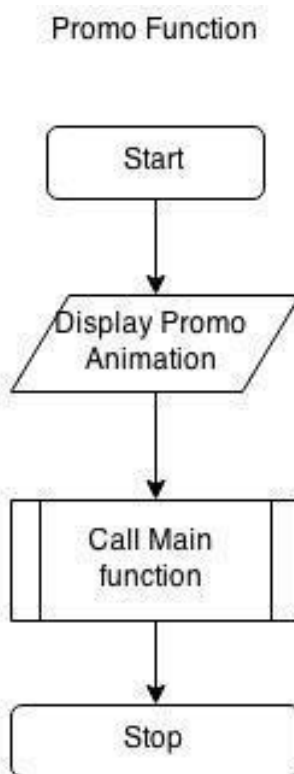 Promo Function
Start
Display Promo
Animation
Call Main
function
Stop